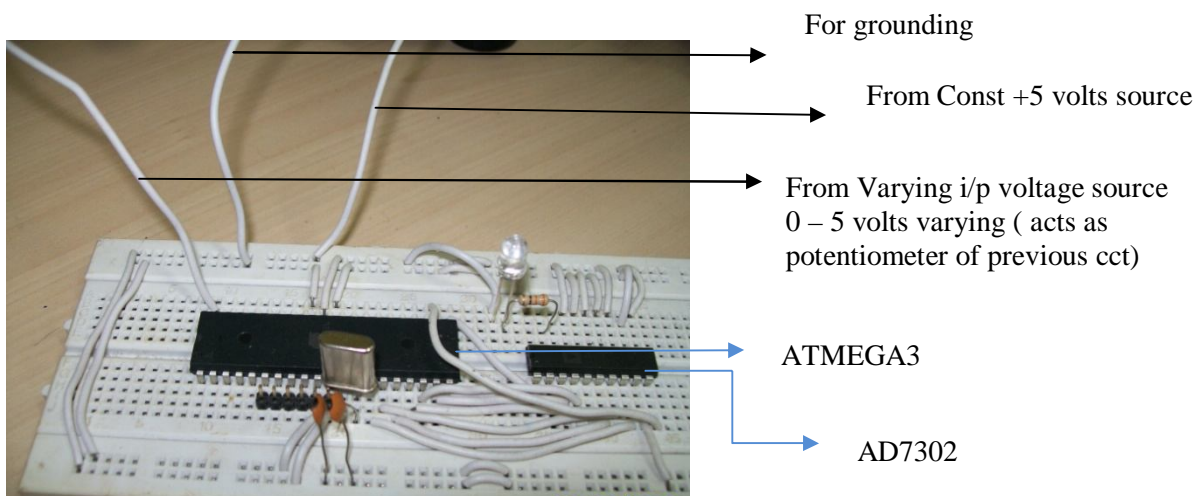 For grounding
From Const +5 volts source
From Varying i/p voltage source
0 – 5 volts varying ( acts as
potentiometer of previous cct)
ATMEGA3
AD7302